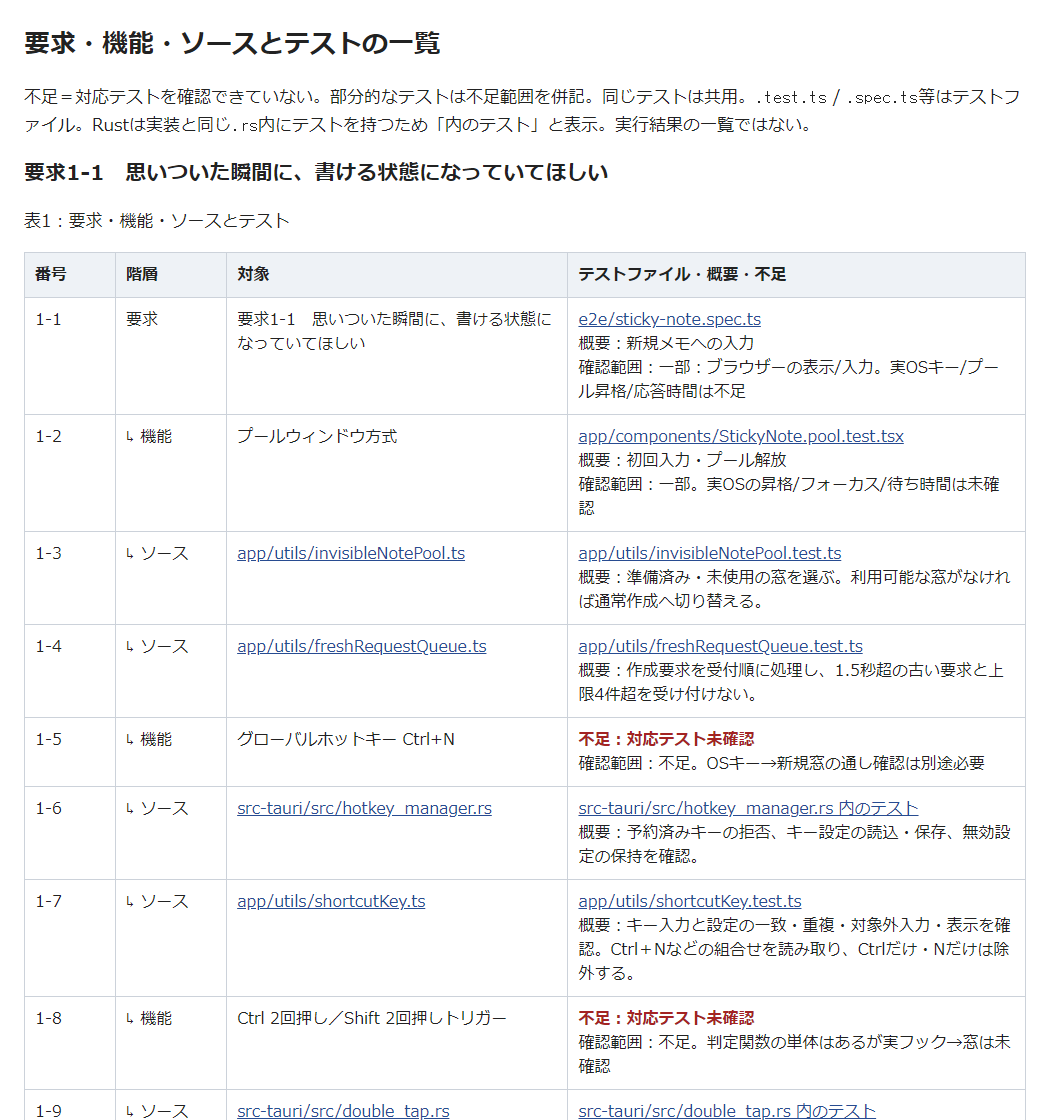 要求・機能・ソースとテストの一覧
不足＝対応テストを確認できていない。部分的なテストは不足範囲を併記。同じテストは共用。.test.ts / .spec.ts等はテストフ
ァイル。Rustは実装と同じ.rs内にテストを持つため「内のテスト」と表示。実行結果の一覧ではない。
要求1-1　思いついた瞬間に、書ける状態になっていてほしい
表1：要求・機能・ソースとテスト
番号 階層 対象 テストファイル・概要・不足
1-1 要求 要求1-1　思いついた瞬間に、書ける状態に e2e/sticky-note.spec.ts
なっていてほしい 概要：新規メモへの入力
確認範囲：一部：ブラウザーの表示/入力。実OSキー/プー
ル昇格/応答時間は不足
1-2 ↳ 機能 プールウィンドウ方式 app/components/StickyNote.pool.test.tsx
概要：初回入力・プール解放
確認範囲：一部。実OSの昇格/フォーカス/待ち時間は未確
認
1-3 ↳ ソース app/utils/invisibleNotePool.ts app/utils/invisibleNotePool.test.ts
概要：準備済み・未使用の窓を選ぶ。利用可能な窓がなけれ
ば通常作成へ切り替える。
1-4 ↳ ソース app/utils/freshRequestQueue.ts app/utils/freshRequestQueue.test.ts
概要：作成要求を受付順に処理し、1.5秒超の古い要求と上
限4件超を受け付けない。
1-5 ↳ 機能 グローバルホットキー Ctrl+N 不足：対応テスト未確認
確認範囲：不足。OSキー→新規窓の通し確認は別途必要
1-6 ↳ ソース src-tauri/src/hotkey_manager.rs src-tauri/src/hotkey_manager.rs 内のテスト
概要：予約済みキーの拒否、キー設定の読込・保存、無効設
定の保持を確認。
1-7 ↳ ソース app/utils/shortcutKey.ts app/utils/shortcutKey.test.ts
概要：キー入力と設定の一致・重複・対象外入力・表示を確
認。Ctrl＋Nなどの組合せを読み取り、Ctrlだけ・Nだけは除
外する。
1-8 ↳ 機能 Ctrl 2回押し／Shift 2回押しトリガー 不足：対応テスト未確認
確認範囲：不足。判定関数の単体はあるが実フック→窓は未
確認
1-9 ↳ ソース src-tauri/src/double_tap.rs src-tauri/src/double_tap.rs 内のテスト